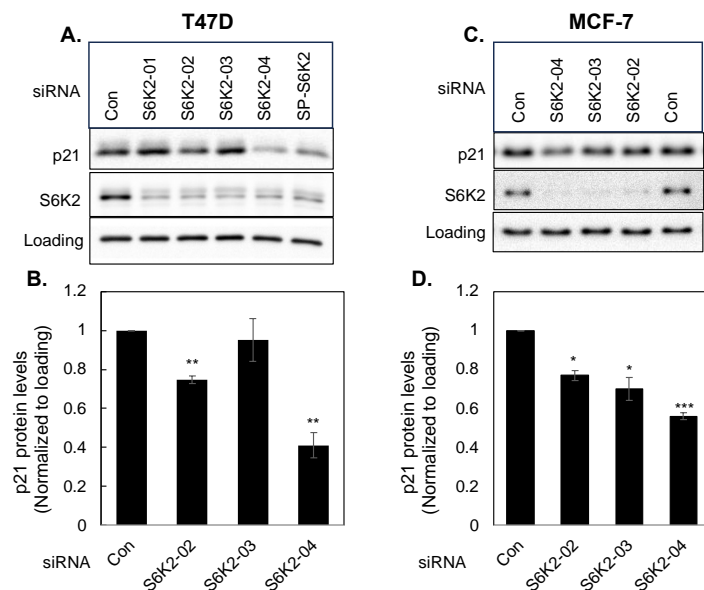 T47D
A.
siRNA
Con
S6K2-01
S6K2-02
S6K2-03
S6K2-04
SP-S6K2
p21
S6K2
Loading
B.
p21 protein levels
(Normalized to loading)
1.2
1
0.8
0.6
0.4
0.2
0
**
**
siRNA
Con
S6K2-02
S6K2-03
S6K2-04
MCF-7
C.
siRNA
Con
S6K2-04
S6K2-03
S6K2-02
Con
p21
S6K2
Loading
D.
p21 protein levels
(Normalized to loading)
1.2
1
0.8
0.6
0.4
0.2
0
*
*
***
siRNA
Con
S6K2-02
S6K2-03
S6K2-04